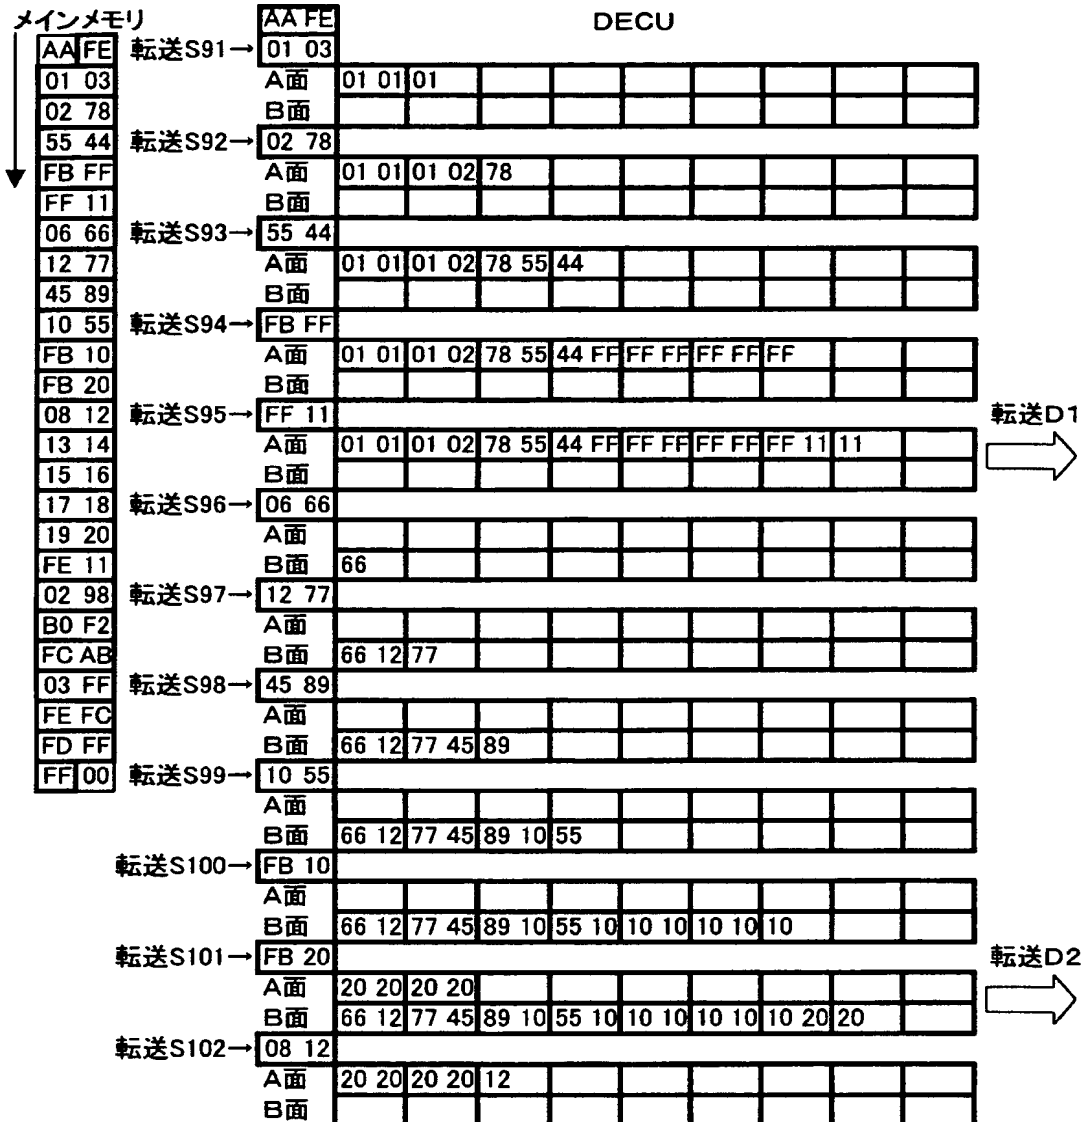 メインメモリ AA FE DECU
AA FE 転送S91→ 01 03
01 03 A面 01 01 01
02 78 B面
55 44 転送S92→ 02 78
FB FF A面 01 01 01 02 78
FF 11 B面
06 66 転送S93→ 55 44
12 77 A面 01 01 01 02 78 55 44
45 89 B面
10 55 転送S94→ FB FF
FB 10 A面 01 01 01 02 78 55 44 FF FF FF FF FF FF
FB 20 B面
08 12 転送S95→ FF 11 転送D1
13 14 A面 01 01 01 02 78 55 44 FF FF FF FF FF FF 11 11
15 16 B面
17 18 転送S96→ 06 66
19 20 A面
FE 11 B面 66
02 98 転送S97→ 12 77
B0 F2 A面
FC AB B面 66 12 77
03 FF 転送S98→ 45 89
FE FC A面
FD FF B面 66 12 77 45 89
FF 00 転送S99→ 10 55
A面
B面 66 12 77 45 89 10 55
転送S100→ FB 10
A面
B面 66 12 77 45 89 10 55 10 10 10 10 10 10
転送S101→ FB 20 転送D2
A面 20 20 20 20
B面 66 12 77 45 89 10 55 10 10 10 10 10 10 20 20
転送S102→ 08 12
A面 20 20 20 20 12
B面